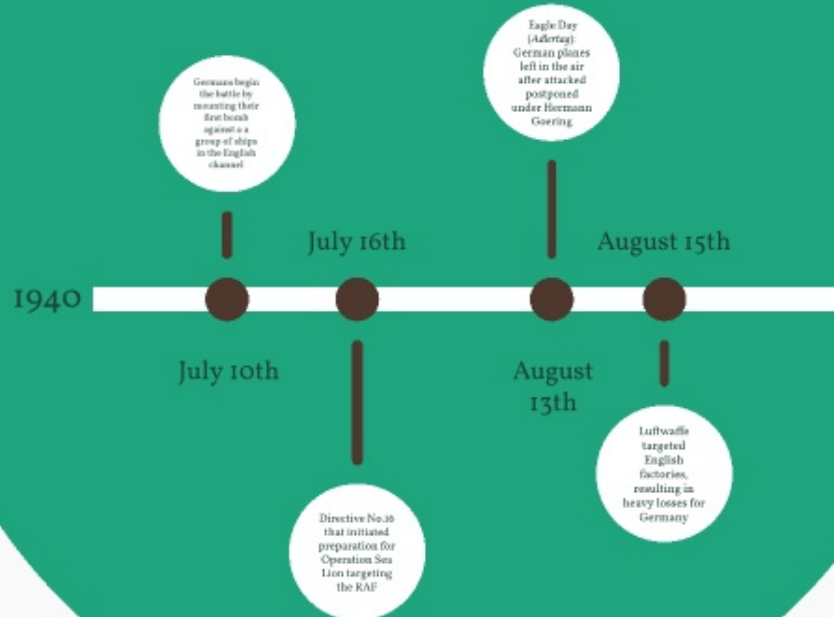 Eagle Day
(Adlertag):
German planes
left in the air
after attacked
postponed
under Hermann
Goering
Germans begin
the battle by
mounting their
first bomb
against a a
group of ships
in the English
channel
July 16th
August 15th
1940
July 10th
August
13th
Luftwaffe
targeted
English
factories,
resulting in
heavy losses for
Germany
Directive No.16
that initiated
preparation for
Operation Sea
Lion targeting
the RAF